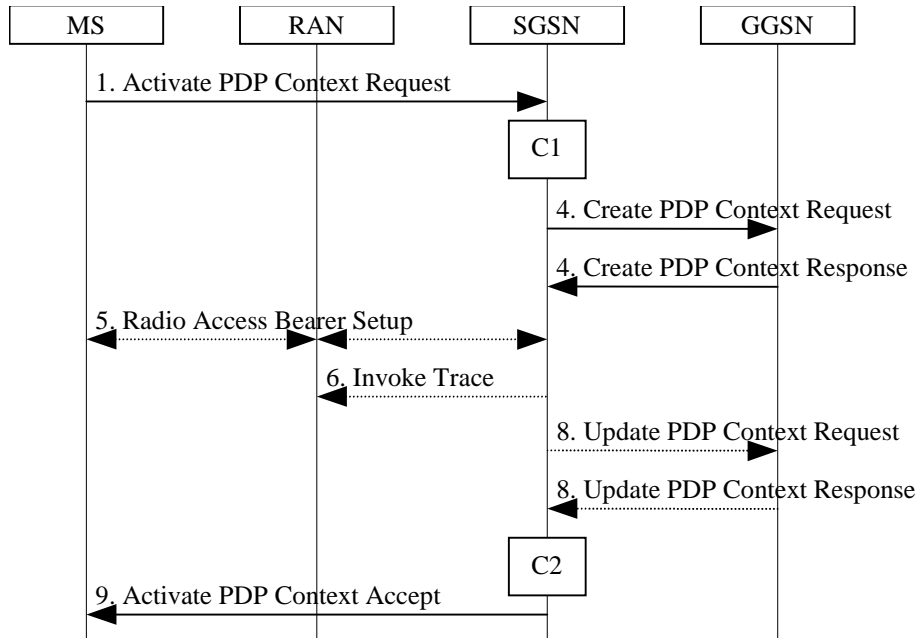 MS RAN SGSN GGSN
1. Activate PDP Context Request
C1
4. Create PDP Context Request
4. Create PDP Context Response
5. Radio Access Bearer Setup
6. Invoke Trace
8. Update PDP Context Request
8. Update PDP Context Response
C2
9. Activate PDP Context Accept